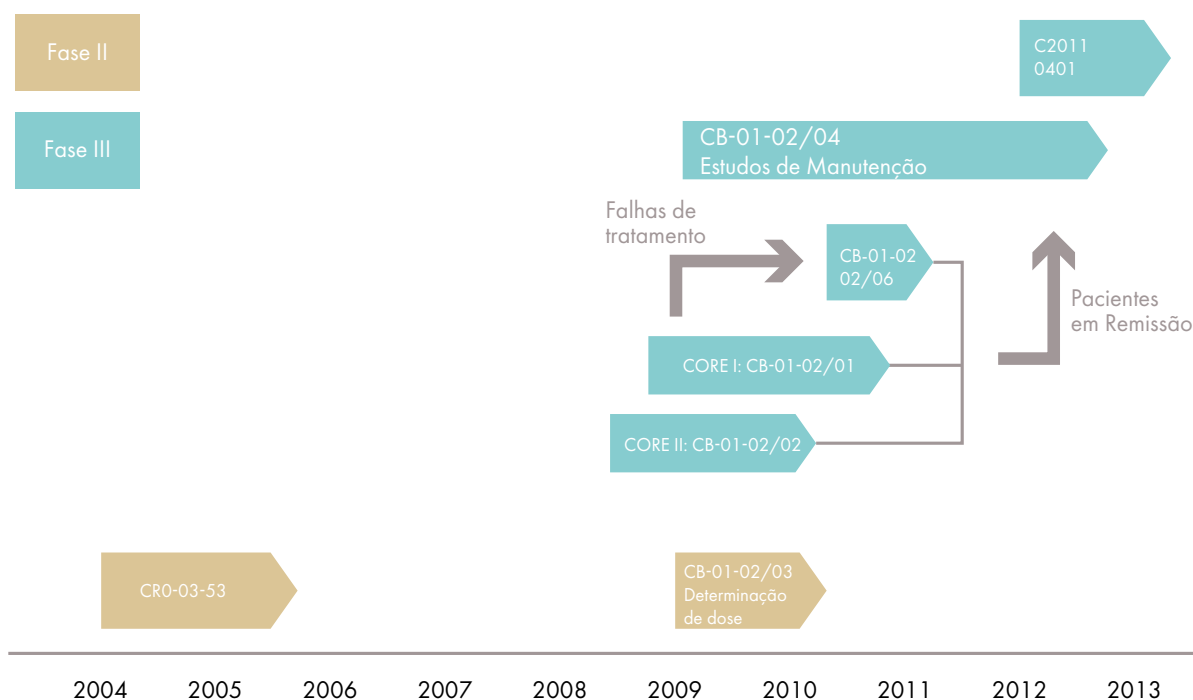 Fase II
Fase III
C2011
0401
CB-01-02/04
Estudos de Manutenção
Falhas de
tratamento
CB-01-02
02/06
Pacientes
em Remissão
CORE I: CB-01-02/01
CORE II: CB-01-02/02
CR0-03-53
CB-01-02/03
Determinação
de dose
2004 2005 2006 2007 2008 2009 2010 2011 2012 2013